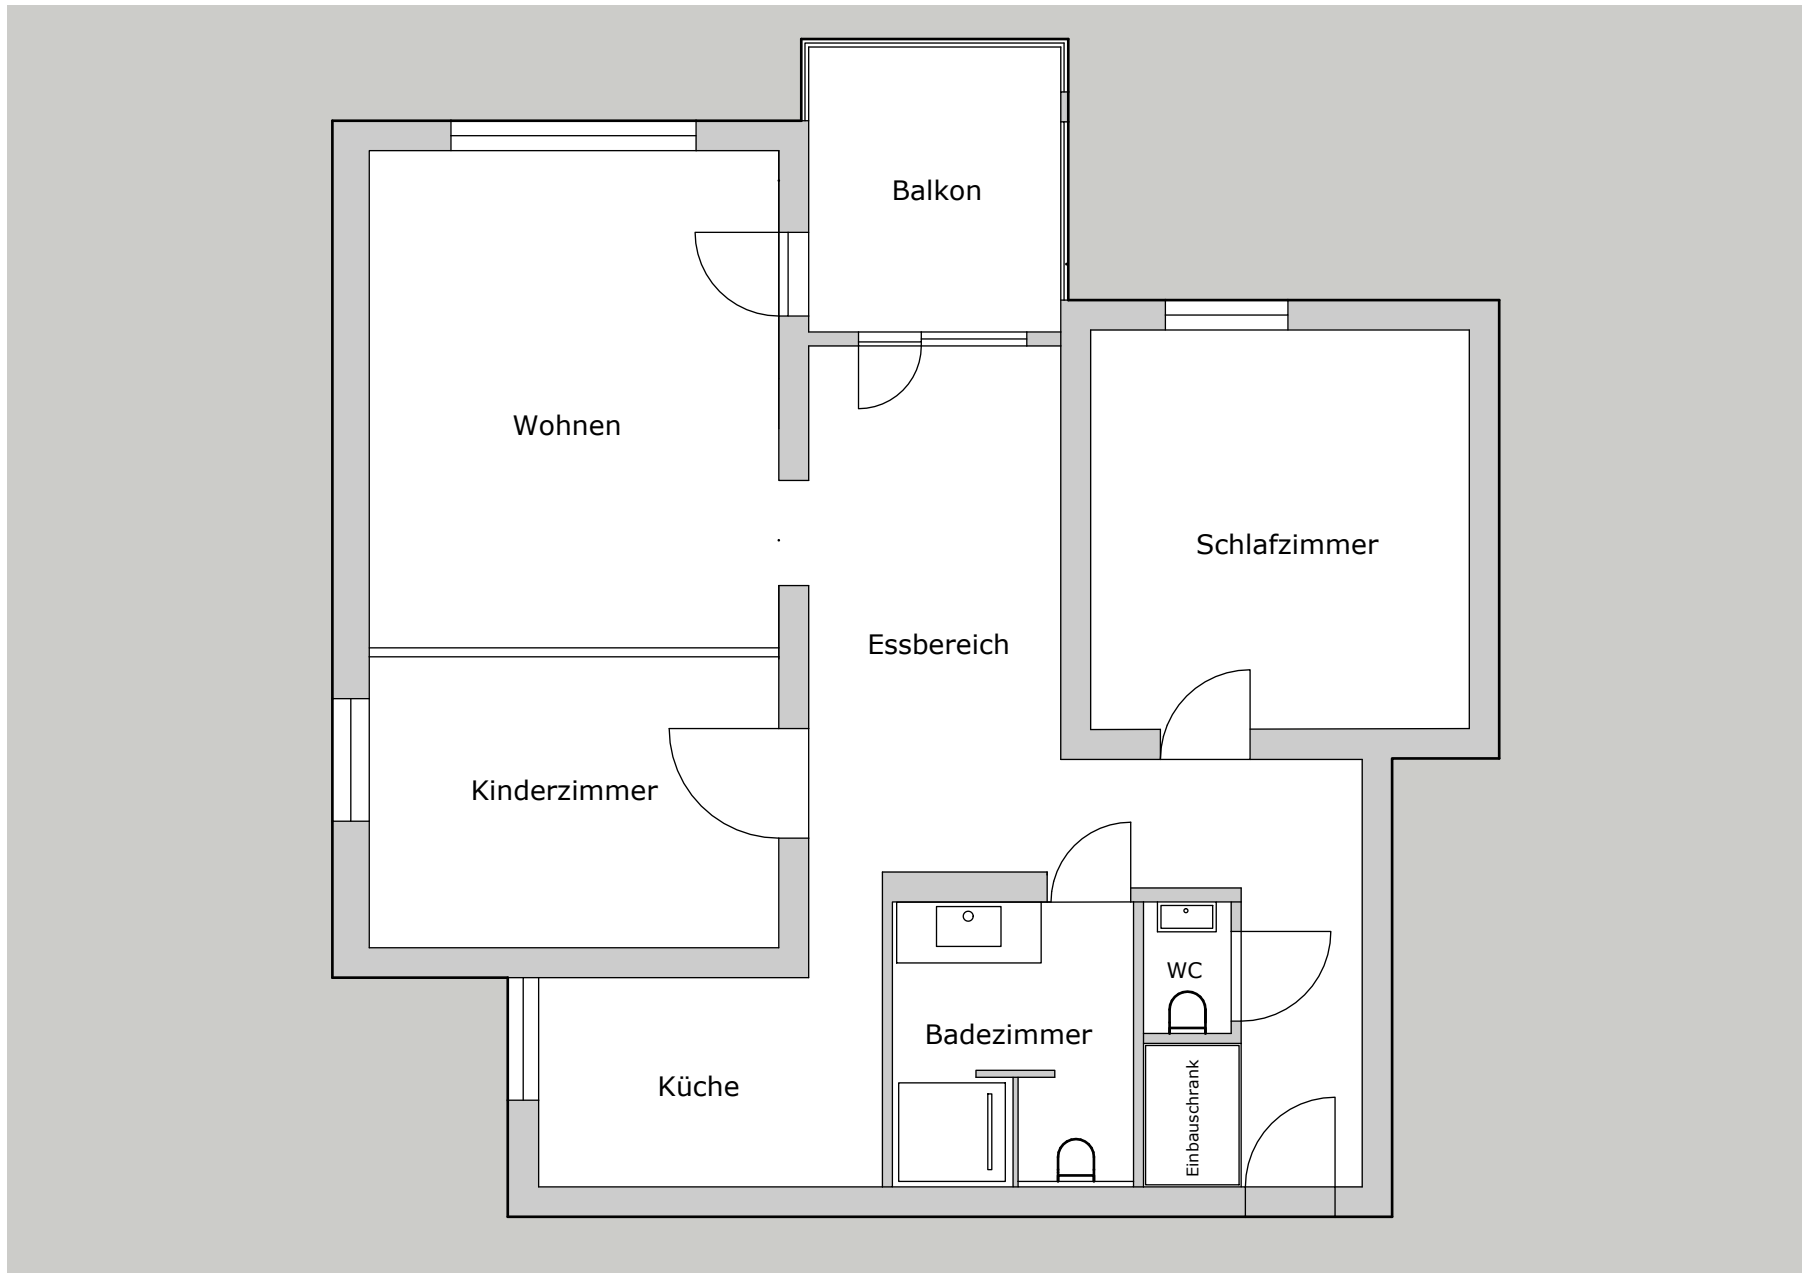 Balkon
Wohnen
Schlafzimmer
Essbereich
Kinderzimmer
WC
Badezimmer
Küche
Einbauschrank